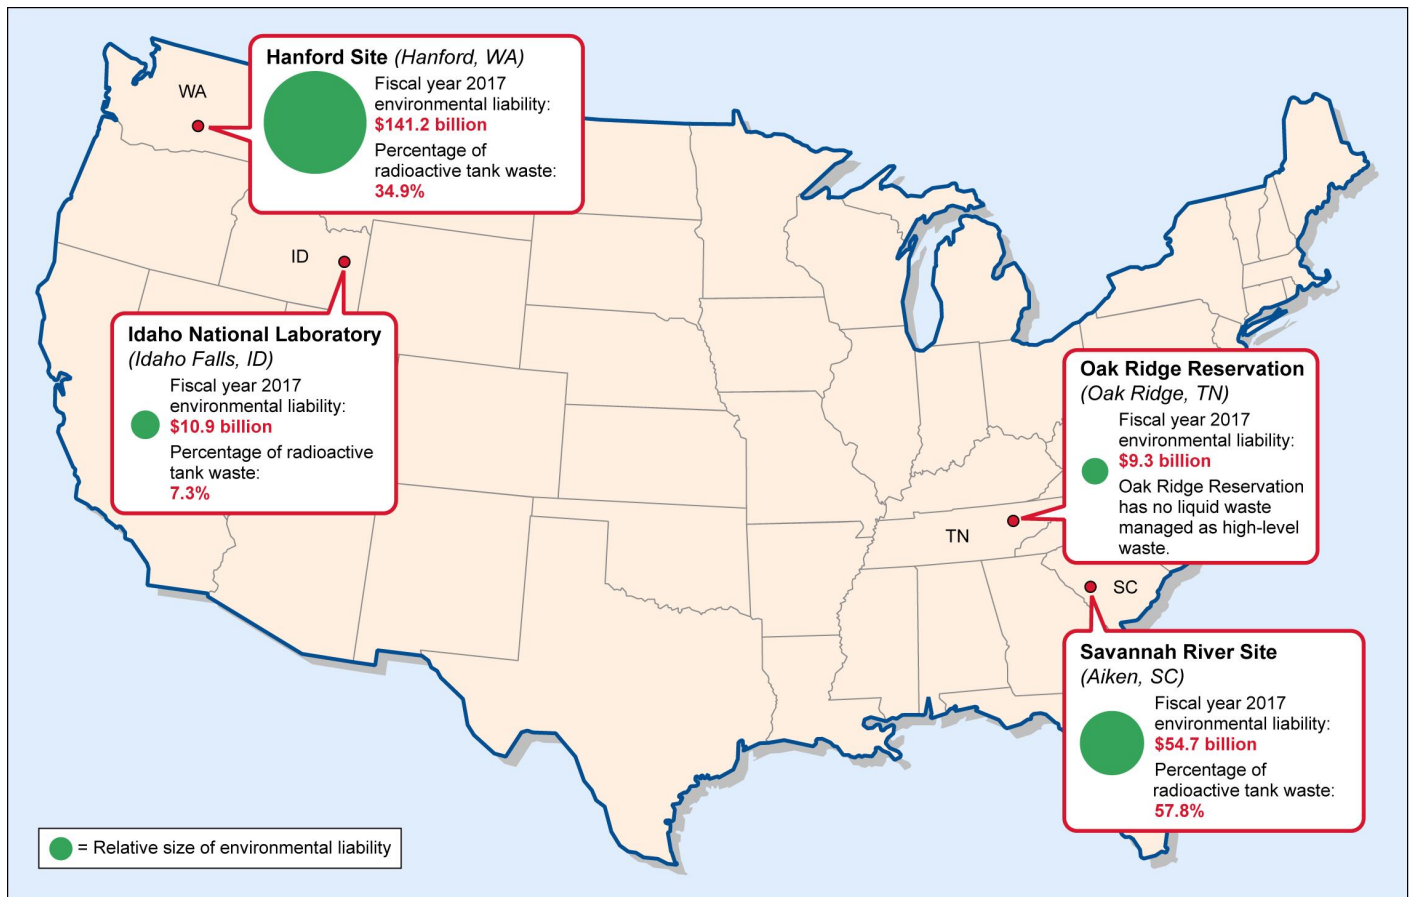 WA
Hanford Site (Hanford, WA)
Fiscal year 2017
environmental liability:
$141.2 billion
Percentage of
radioactive tank waste:
34.9%
ID
Idaho National Laboratory
(Idaho Falls, ID)
Fiscal year 2017
environmental liability:
$10.9 billion
Percentage of radioactive
tank waste:
7.3%
Oak Ridge Reservation
(Oak Ridge, TN)
Fiscal year 2017
environmental liability:
$9.3 billion
Oak Ridge Reservation
has no liquid waste
managed as high-level
waste.
TN
SC
Savannah River Site
(Aiken, SC)
Fiscal year 2017
environmental liability:
$54.7 billion
Percentage of
radioactive tank waste:
57.8%
= Relative size of environmental liability